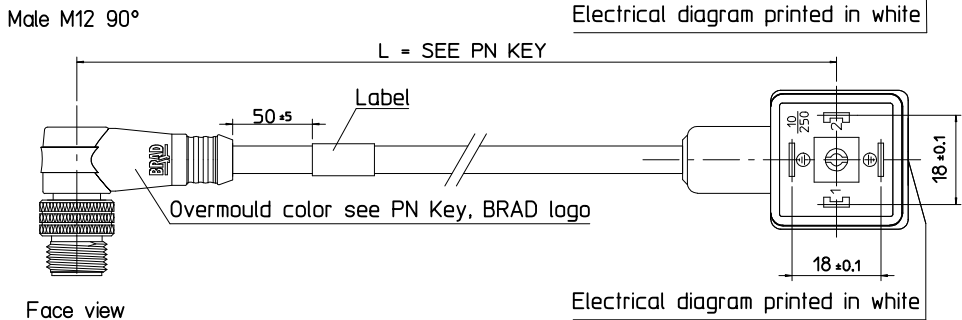 Male M12 90°
Electrical diagram printed in white
L = SEE PN KEY
Label
50 ±5
10
250
2
BRAD
18 ±0.1
1
Overmould color see PN Key, BRAD logo
18 ±0.1
Face view
Electrical diagram printed in white